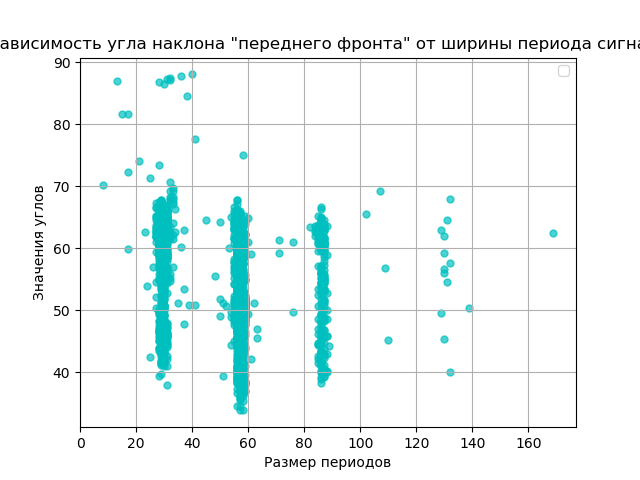 ависимость угла наклона "переднего фронта" от ширины периода сигна
90
80
70
60
50
40
Значения углов
0 20 40 60 80 100 120 140 160
Размер периодов